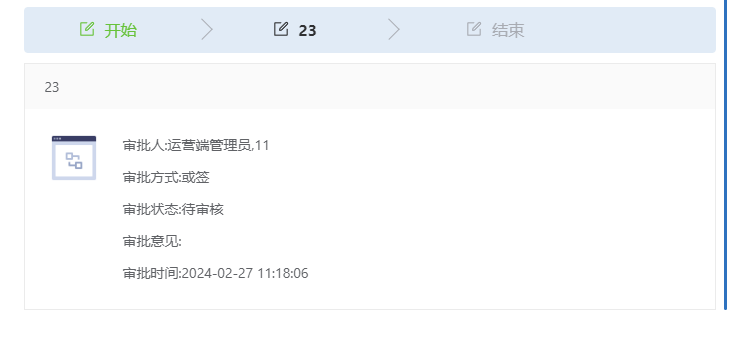 开始
23
结束
23
审批人:运营端管理员,11
审批方式:或签
审批状态:待审核
审批意见:
审批时间:2024-02-27 11:18:06